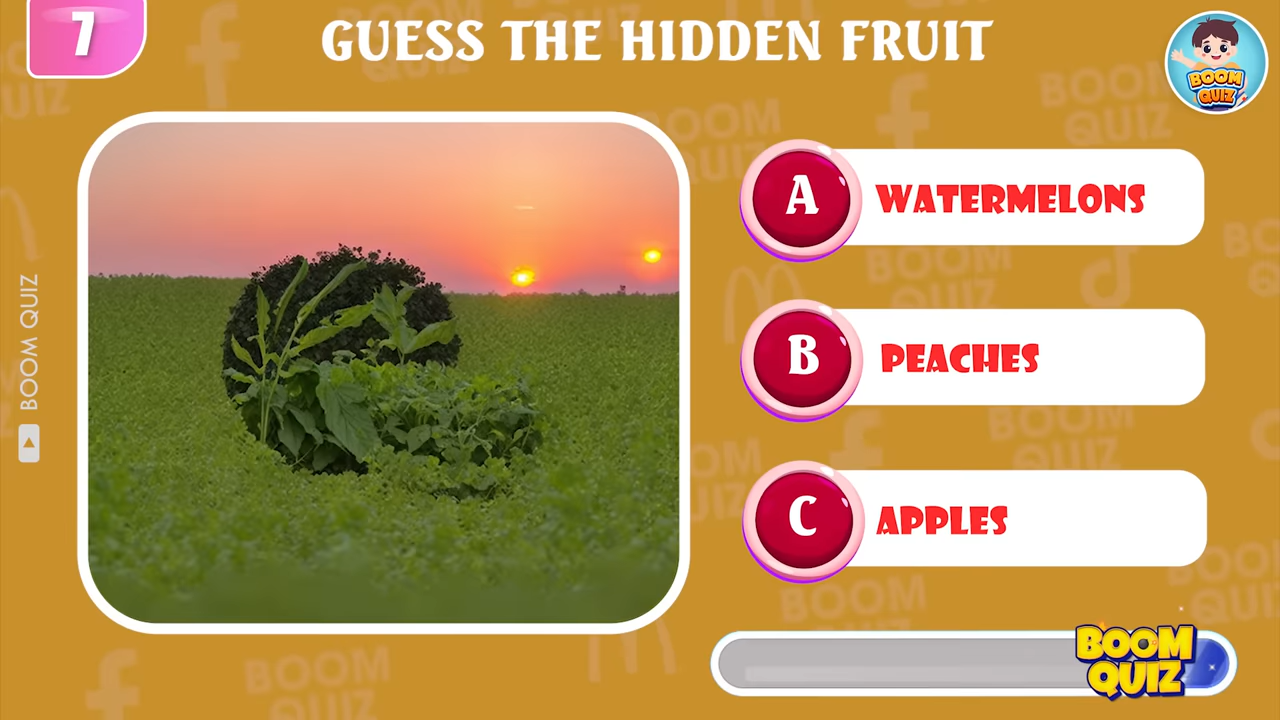 7
GUESS THE HIDDEN FRUIT
BOOM
QUIZ
A
WATERMELONS
B
PEACHES
C
APPLES
BOOM QUIZ
BOOM
QUIZ